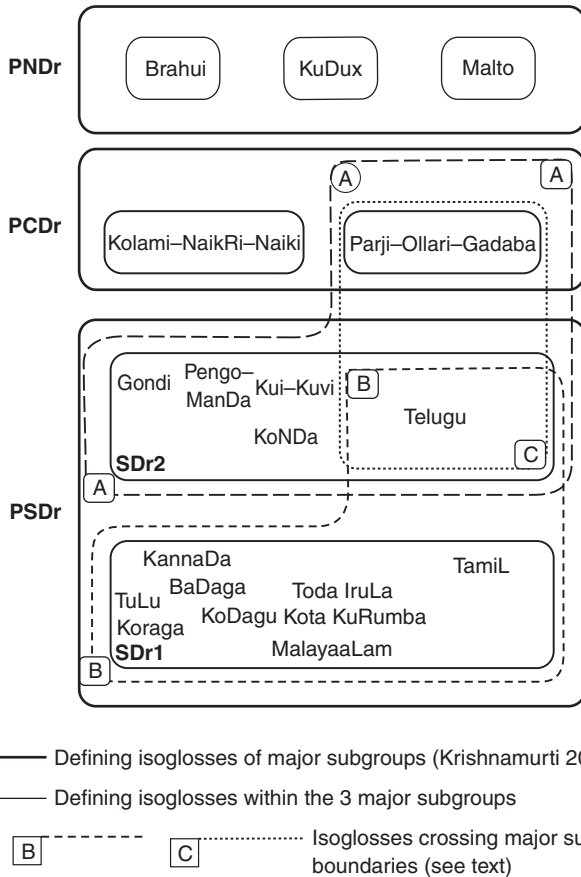 PNDr
Brahui
KuDux
Malto
A
A
PCDr
Kolami–NaikRi–Naiki
Parji–Ollari–Gadaba
Gondi
Pengo–
ManDa
Kui–Kuvi
B
Telugu
KoNDa
C
SDr2
A
PSDr
KannaDa
TamiL
BaDaga
Toda IruLa
TuLu
KoDagu Kota KuRumba
Koraga
SDr1
MalayaaLam
B
Defining isoglosses of major subgroups (Krishnamurti 20
Defining isoglosses within the 3 major subgroups
B
C
Isoglosses crossing major su
boundaries (see text)